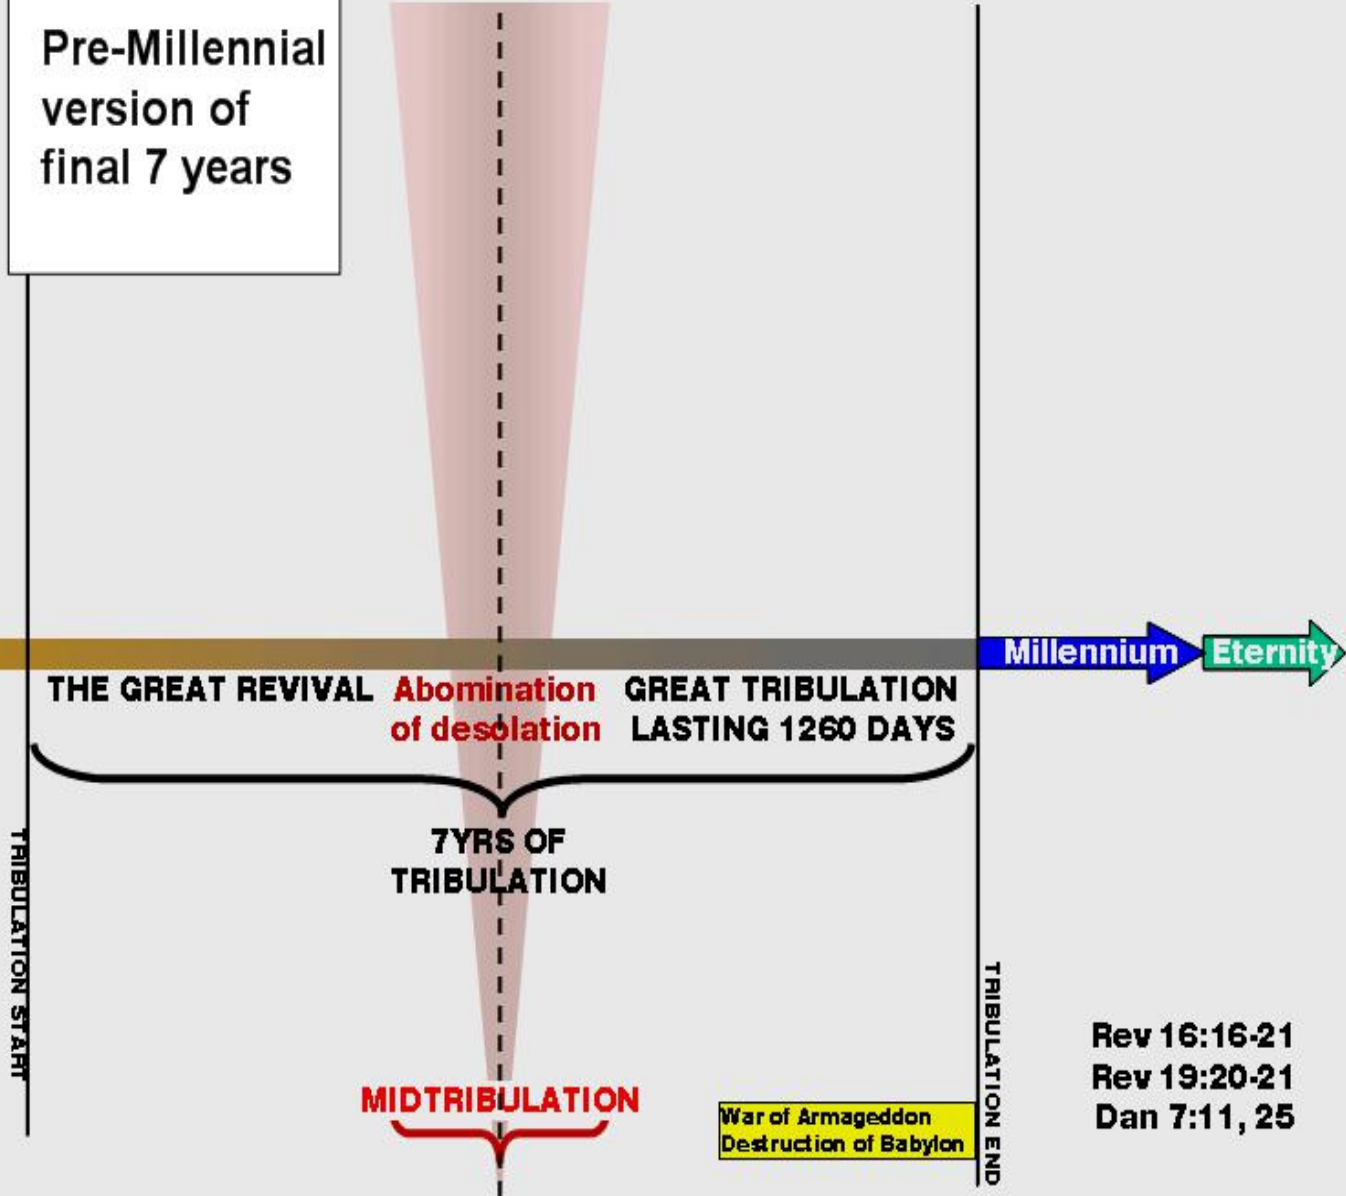 Pre-Millennial
version of
final 7 years
Millennium
Eternity
THE GREAT REVIVAL
Abomination
of desolation
GREAT TRIBULATION
LASTING 1260 DAYS
7YRS OF
TRIBULATION
TRIBULATION START
MIDTRIBULATION
War of Armageddon
Destruction of Babylon
TRIBULATION END
Rev 16:16-21
Rev 19:20-21
Dan 7:11, 25